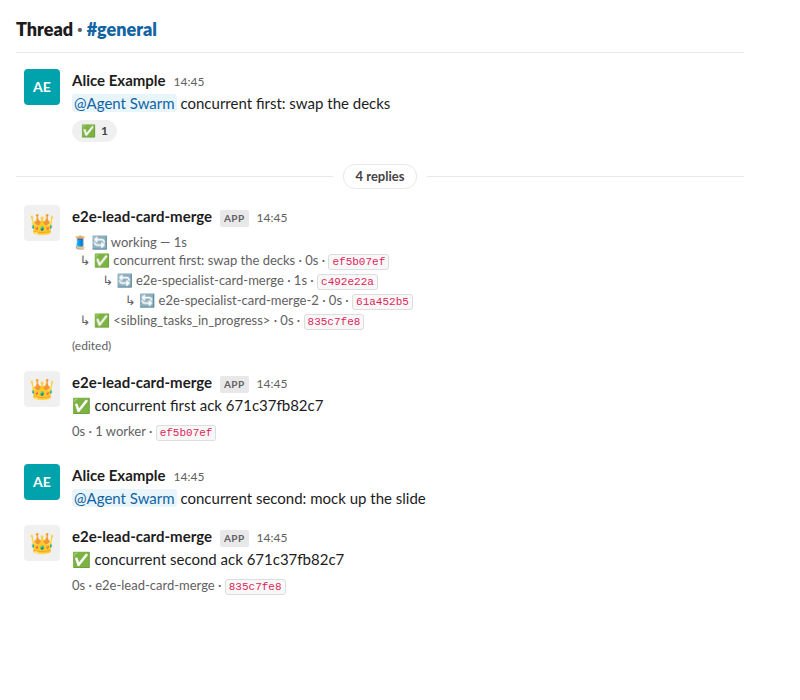 Thread • #general
AE
Alice Example 14:45
@Agent Swarm concurrent first: swap the decks
✅ 1
4 replies
e2e-lead-card-merge APP 14:45
🧵 🔄 working — 1s
↳ ✅ concurrent first: swap the decks · 0s · ef5b07ef
↳ 🔄 e2e-specialist-card-merge · 1s · c492e22a
↳ 🔄 e2e-specialist-card-merge-2 · 0s · 61a452b5
↳ ✅ <sibling_tasks_in_progress> · 0s · 835c7fe8
(edited)
e2e-lead-card-merge APP 14:45
✅ concurrent first ack 671c37fb82c7
0s · 1 worker · ef5b07ef
AE
Alice Example 14:45
@Agent Swarm concurrent second: mock up the slide
e2e-lead-card-merge APP 14:45
✅ concurrent second ack 671c37fb82c7
0s · e2e-lead-card-merge · 835c7fe8